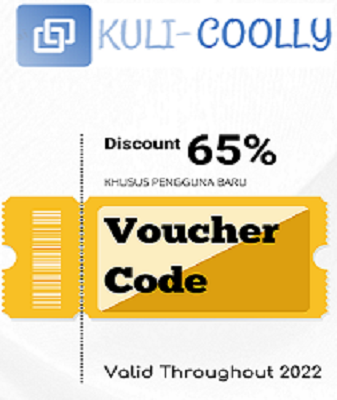 KULI-COOLLY
Discount 65%
KHUSUS PENGGUNA BARU
Voucher
Code
Valid Throughout 2022